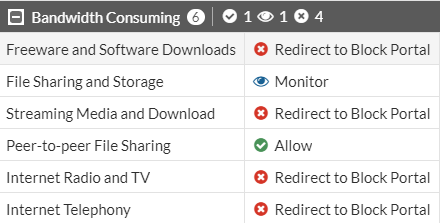 Bandwidth Consuming 6 1 1 4
Freeware and Software Downloads Redirect to Block Portal
File Sharing and Storage Monitor
Streaming Media and Download Redirect to Block Portal
Peer-to-peer File Sharing Allow
Internet Radio and TV Redirect to Block Portal
Internet Telephony Redirect to Block Portal